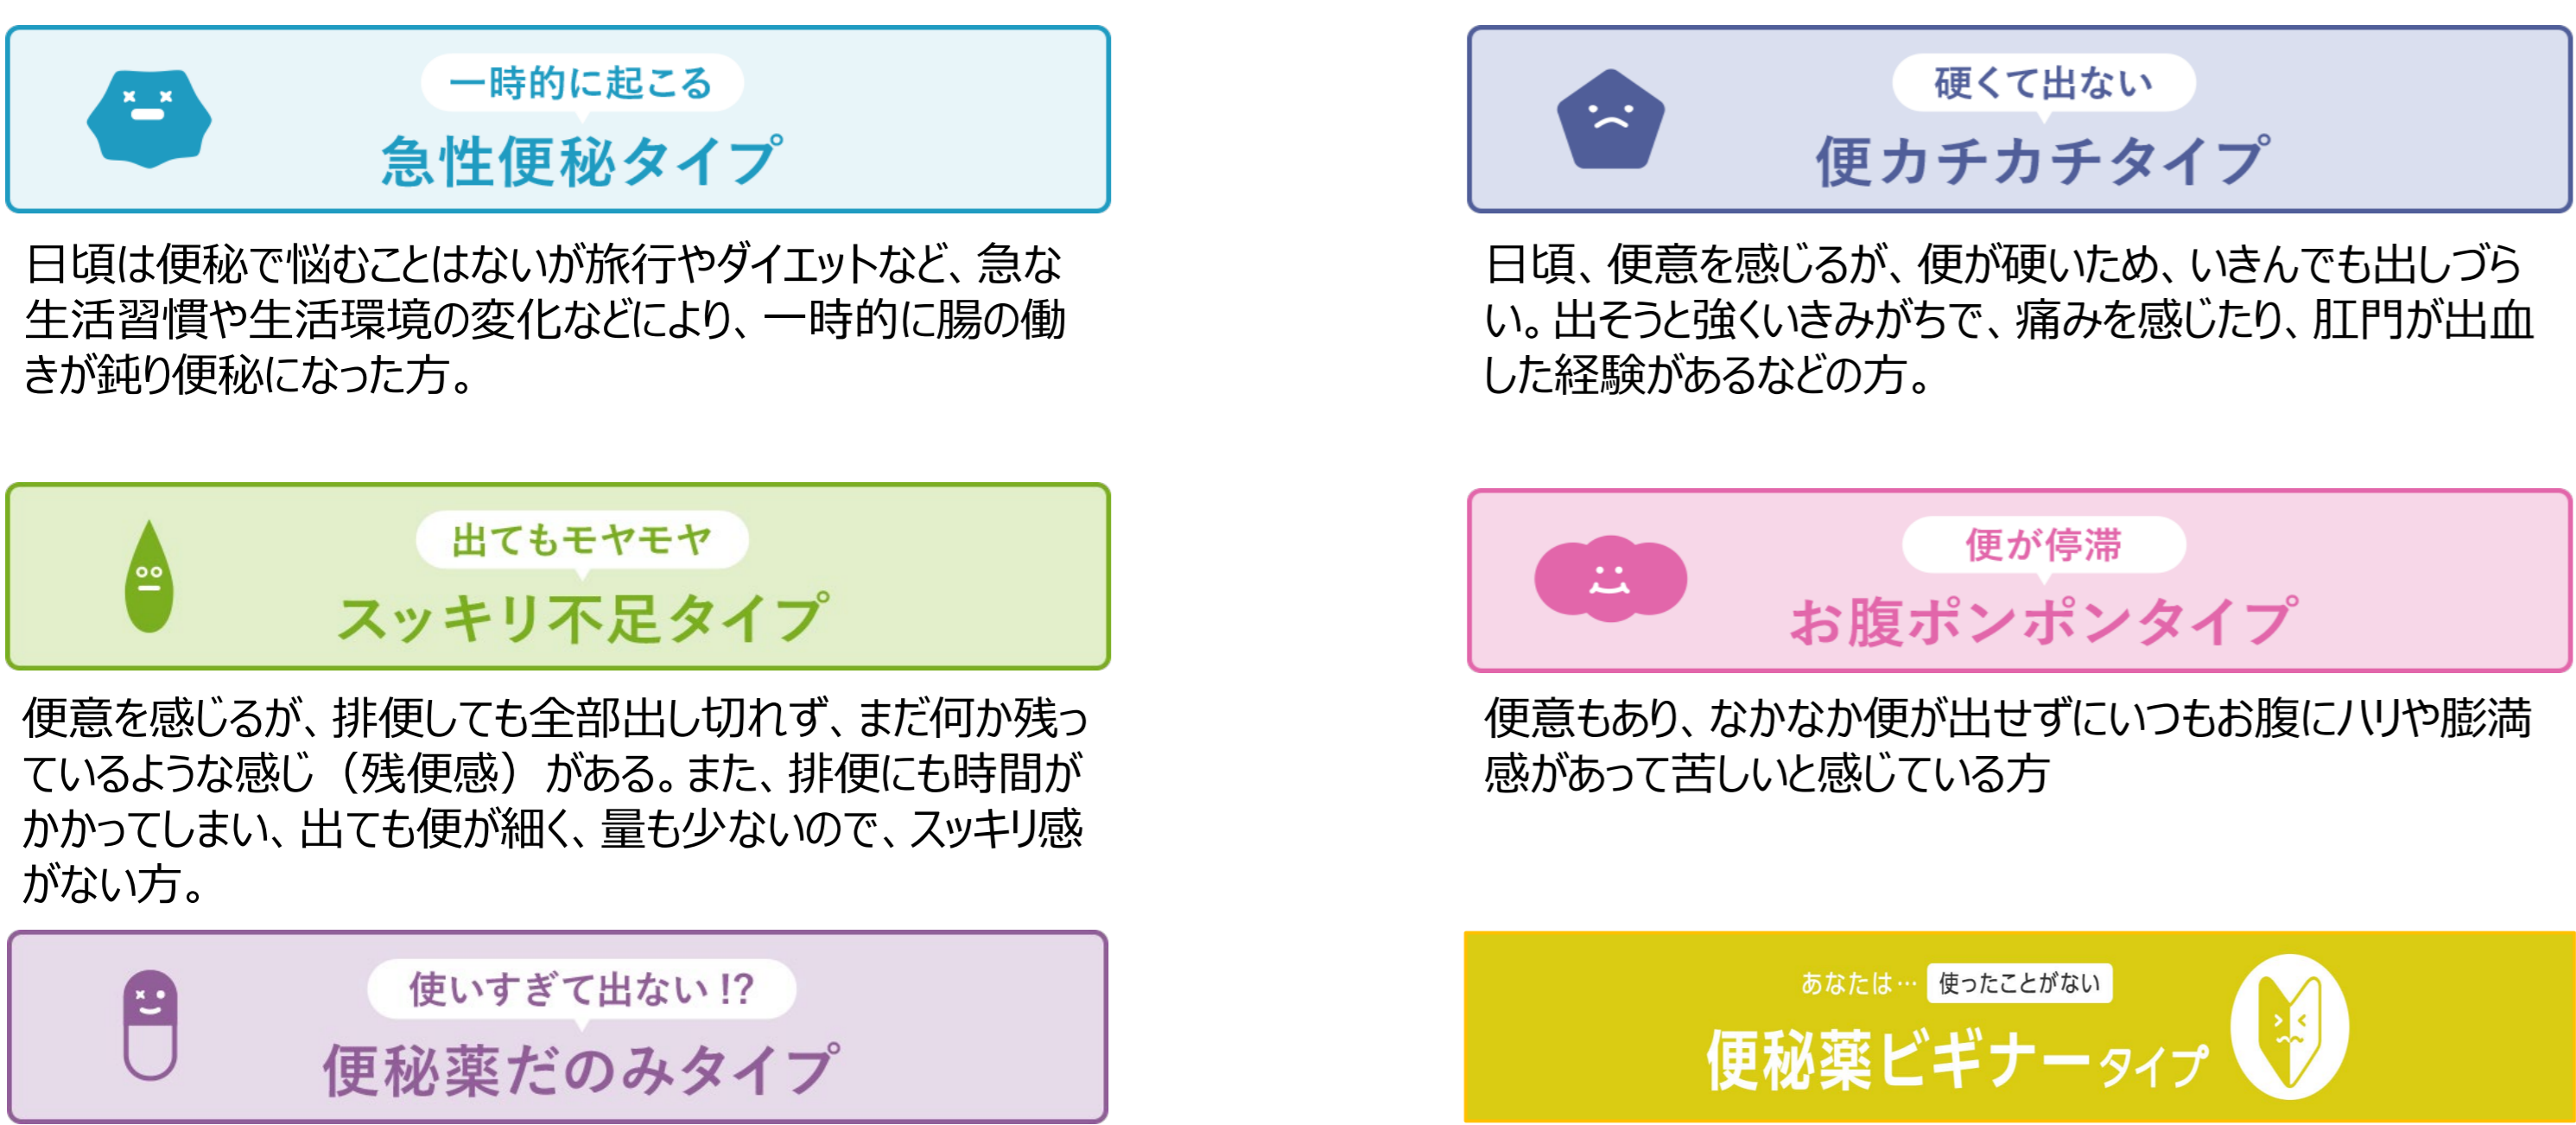 一時的に起こる
急性便秘タイプ
日頃は便秘で悩むことはないが旅行やダイエットなど、急な
生活習慣や生活環境の変化などにより、一時的に腸の働
きが鈍り便秘になった方。
硬くて出ない
便カチカチタイプ
日頃、便意を感じるが、便が硬いため、いきんでも出しづら
い。出そうと強くいきみがちで、痛みを感じたり、肛門が出血
した経験があるなどの方。
出てもモヤモヤ
スッキリ不足タイプ
便意を感じるが、排便しても全部出し切れず、まだ何か残っ
ているような感じ（残便感）がある。また、排便にも時間が
かかってしまい、出ても便が細く、量も少ないので、スッキリ感
がない方。
便が停滞
お腹ポンポンタイプ
便意もあり、なかなか便が出せずにいつもお腹にハリや膨満
感があって苦しいと感じている方
使いすぎて出ない!?
便秘薬だのみタイプ
あなたは… 使ったことがない
便秘薬ビギナータイプ